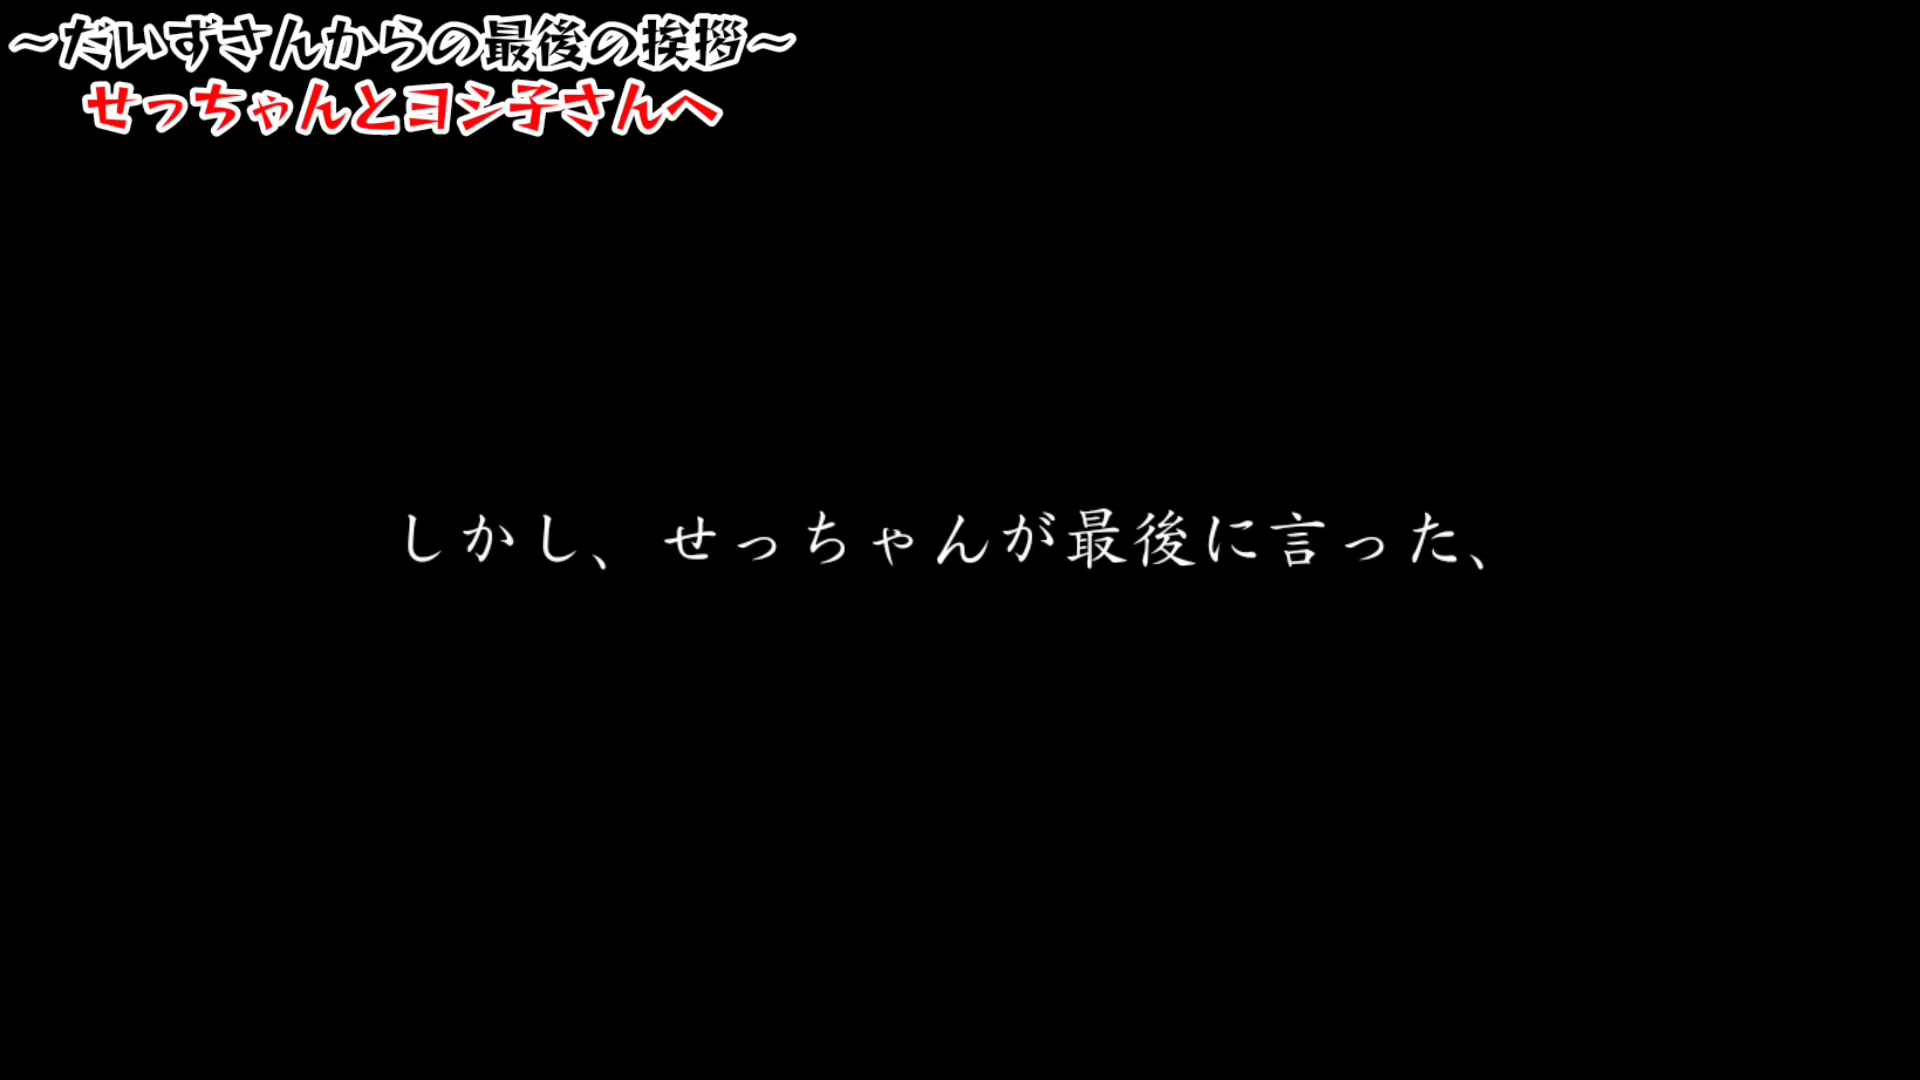 ～だいずさんからの最後の挨拶～
せっちゃんとヨシ子さんへ
しかし、せっちゃんが最後に言った、